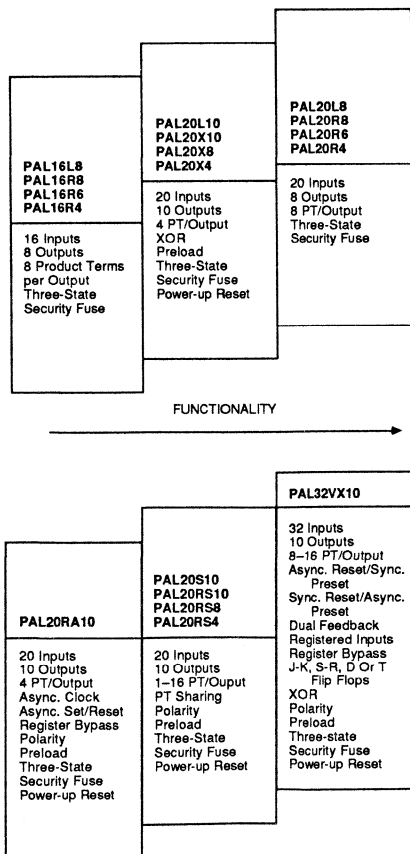 PAL16L8
PAL16R8
PAL16R6
PAL16R4
16 Inputs
8 Outputs
8 Product Terms
per Output
Three-State
Security Fuse
PAL20L10
PAL20X10
PAL20X8
PAL20X4
20 Inputs
10 Outputs
4 PT/Output
XOR
Preload
Three-State
Security Fuse
Power-up Reset
PAL20L8
PAL20R8
PAL20R6
PAL20R4
20 Inputs
8 Outputs
8 PT/Output
Three-State
Security Fuse
FUNCTIONALITY
PAL20RA10
20 Inputs
10 Outputs
4 PT/Output
Async. Clock
Async. Set/Reset
Register Bypass
Polarity
Preload
Three-State
Security Fuse
Power-up Reset
PAL20S10
PAL20RS10
PAL20RS8
PAL20RS4
20 Inputs
10 Outputs
1–16 PT/Ouput
PT Sharing
Polarity
Preload
Three-State
Security Fuse
Power-up Reset
PAL32VX10
32 Inputs
10 Outputs
8–16 PT/Output
Async. Reset/Sync.
Preset
Sync. Reset/Async.
Preset
Dual Feedback
Registered Inputs
Register Bypass
J-K, S-R, D Or T
Flip Flops
XOR
Polarity
Preload
Three-state
Security Fuse
Power-up Reset